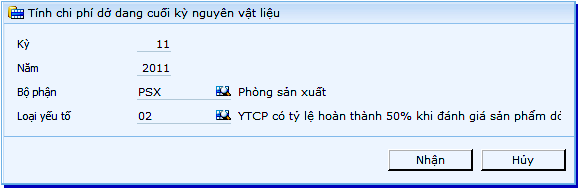 Tính chi phí dở dang cuối kỳ nguyên vật liệu
Kỳ 11
Năm 2011
Bộ phận PSX Phòng sản xuất
Loại yếu tố 02 YTCP có tỷ lệ hoàn thành 50% khi đánh giá sản phẩm dở
Nhận Hủy